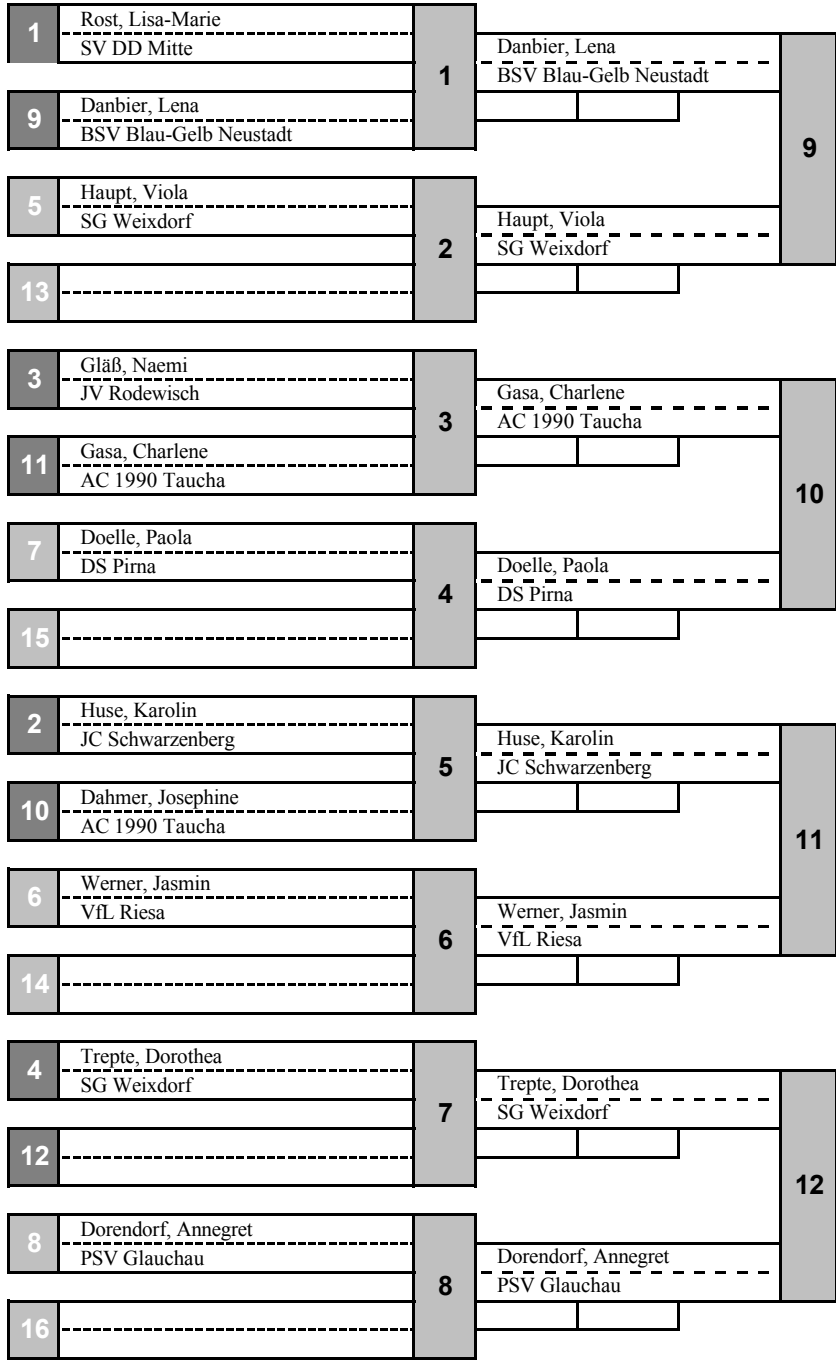 1
Rost, Lisa-Marie
SV DD Mitte
1
Danbier, Lena
BSV Blau-Gelb Neustadt
9
Danbier, Lena
BSV Blau-Gelb Neustadt
9
5
Haupt, Viola
SG Weixdorf
2
Haupt, Viola
SG Weixdorf
13
3
Gläß, Naemi
JV Rodewisch
3
Gasa, Charlene
AC 1990 Taucha
11
Gasa, Charlene
AC 1990 Taucha
10
7
Doelle, Paola
DS Pirna
4
Doelle, Paola
DS Pirna
15
2
Huse, Karolin
JC Schwarzenberg
5
Huse, Karolin
JC Schwarzenberg
10
Dahmer, Josephine
AC 1990 Taucha
11
6
Werner, Jasmin
VfL Riesa
6
Werner, Jasmin
VfL Riesa
14
4
Trepte, Dorothea
SG Weixdorf
7
Trepte, Dorothea
SG Weixdorf
12
12
8
Dorendorf, Annegret
PSV Glauchau
8
Dorendorf, Annegret
PSV Glauchau
16